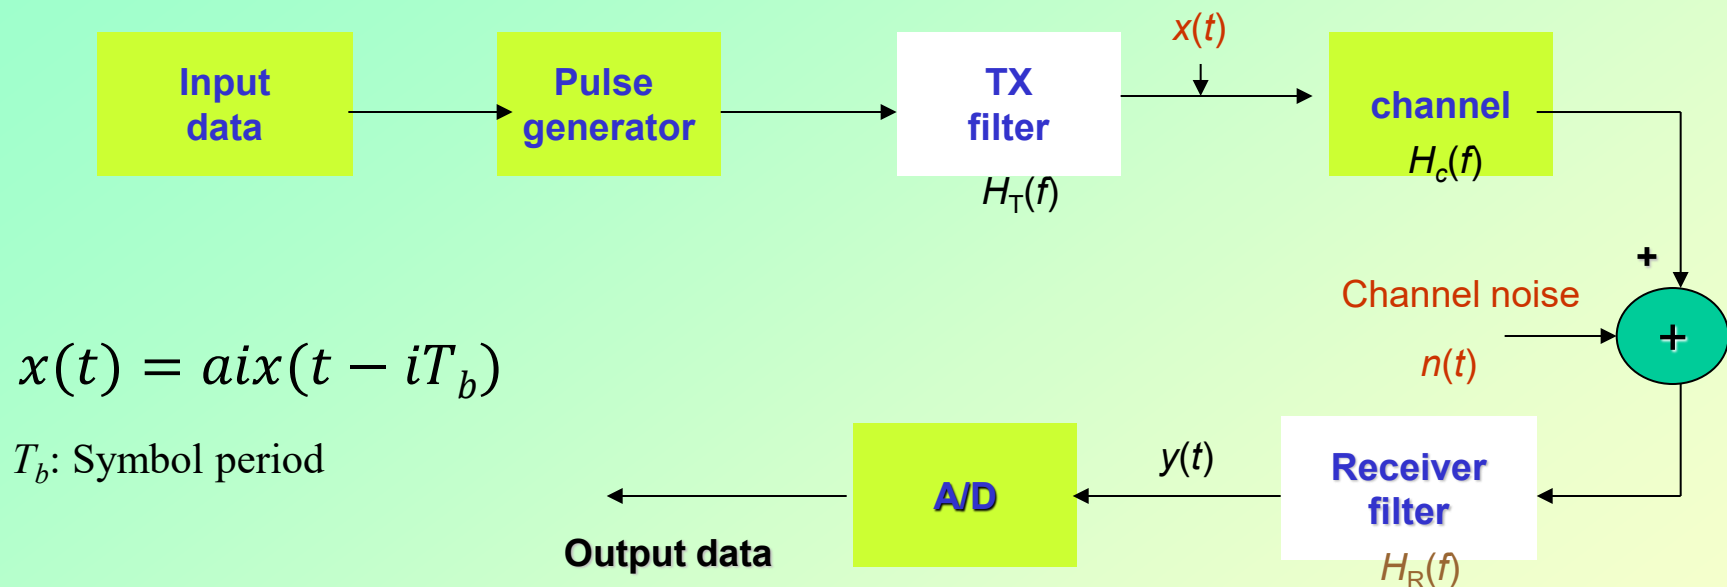 x(t)
Input
data
Pulse
generator
TX
filter
H_T(f)
channel
H_c(f)
+
Channel noise
n(t)
+
x(t) = aix(t − iT_b)
T_b: Symbol period
Receiver
filter
H_R(f)
y(t)
A/D
Output data